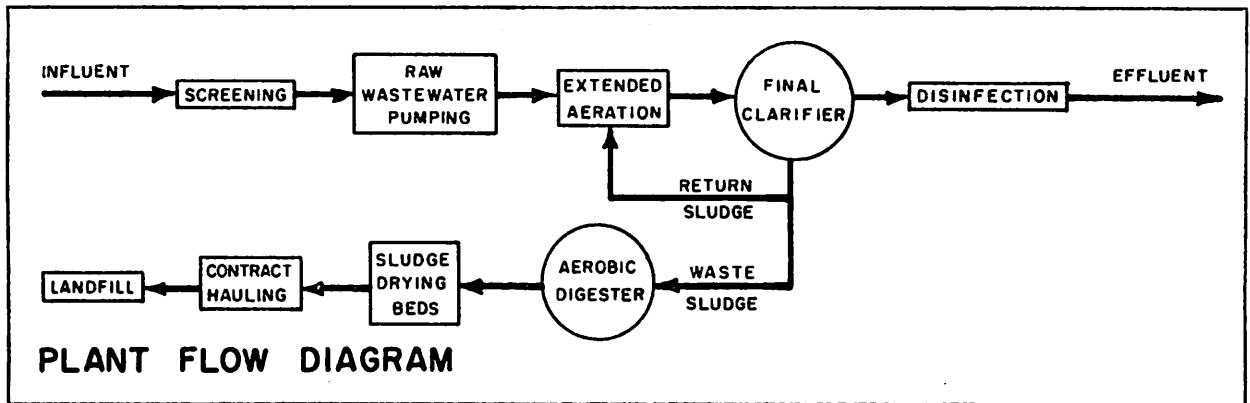 INFLUENT
SCREENING
RAW
WASTEWATER
PUMPING
EXTENDED
AERATION
FINAL
CLARIFIER
DISINFECTION
EFFLUENT
RETURN
SLUDGE
WASTE
SLUDGE
AEROBIC
DIGESTER
SLUDGE
DRYING
BEDS
CONTRACT
HAULING
LANDFILL
PLANT FLOW DIAGRAM